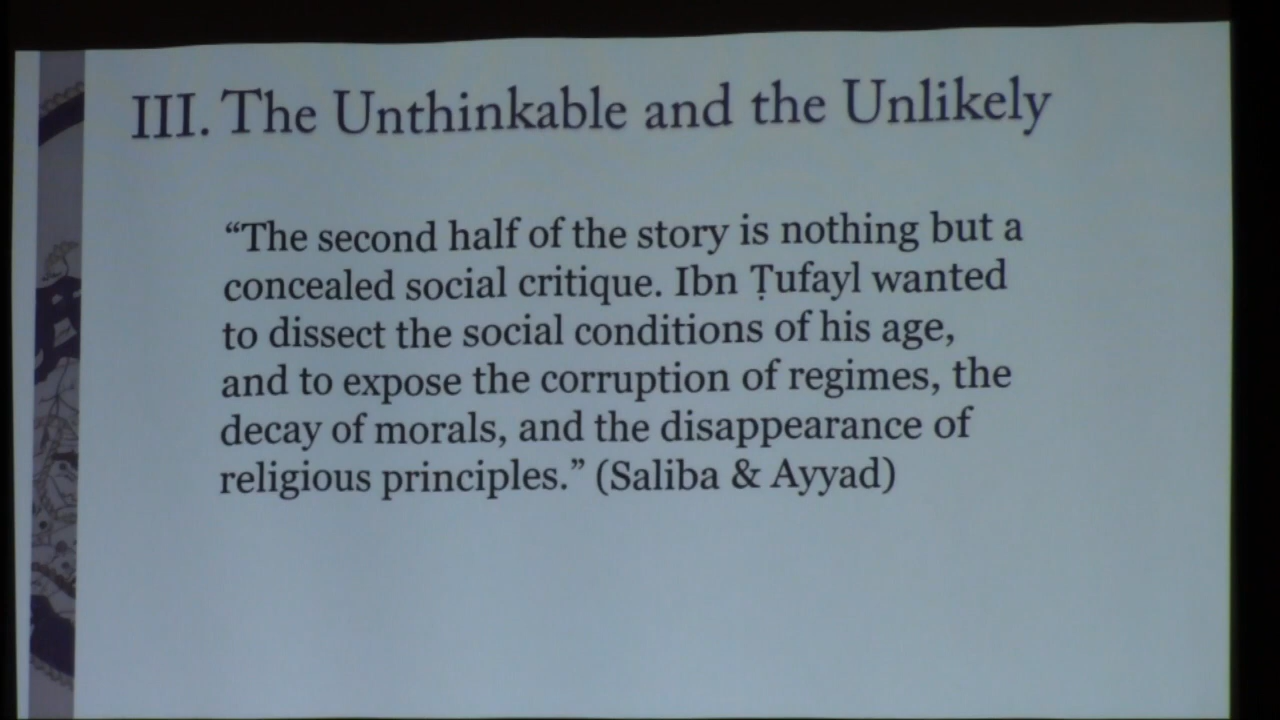 III. The Unthinkable and the Unlikely
“The second half of the story is nothing but a
concealed social critique. Ibn Ṭufayl wanted
to dissect the social conditions of his age,
and to expose the corruption of regimes, the
decay of morals, and the disappearance of
religious principles.” (Saliba & Ayyad)